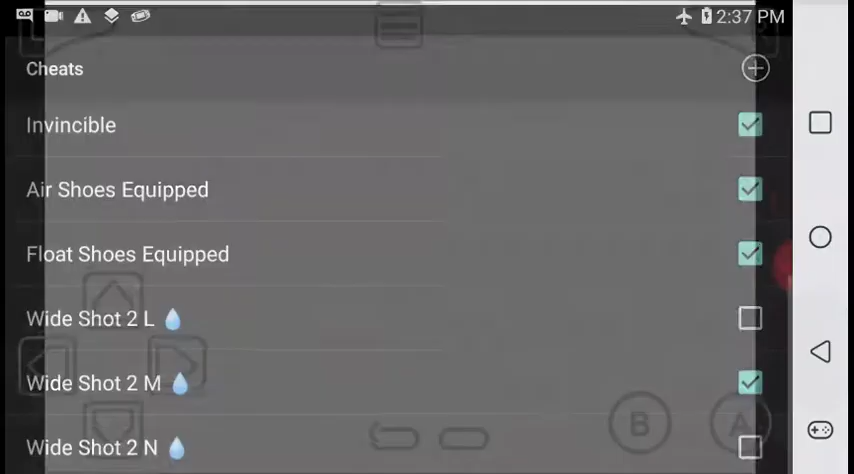 2:37 PM
Cheats
Invincible
Air Shoes Equipped
Float Shoes Equipped
Wide Shot 2 L 💧
Wide Shot 2 M 💧
Wide Shot 2 N 💧
B A